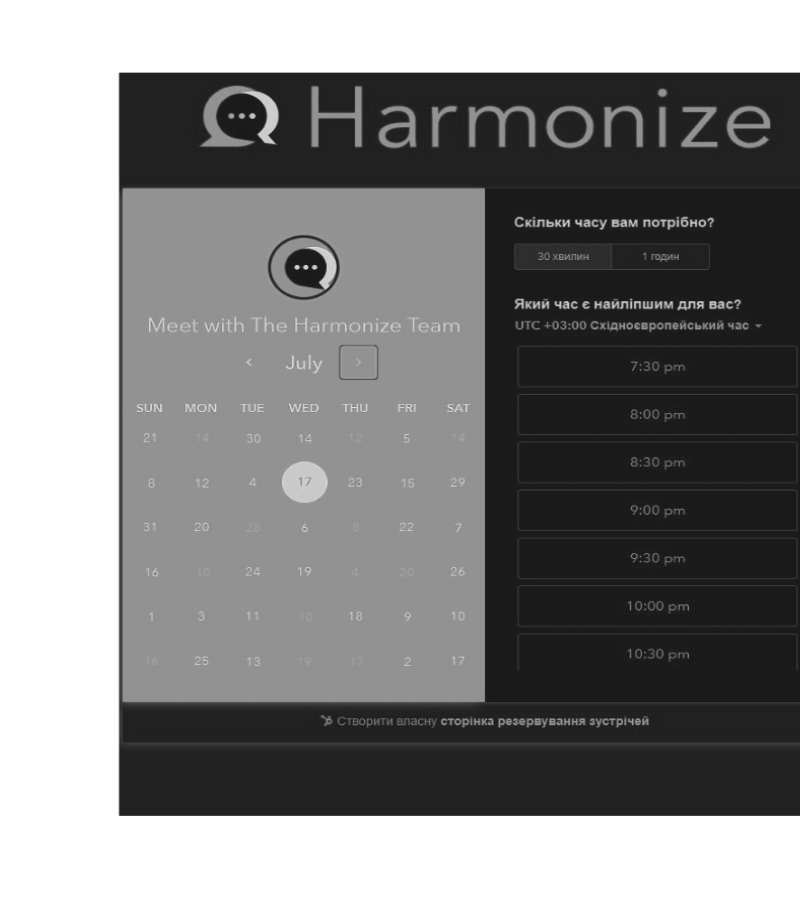 Harmonize
Meet with The Harmonize Team
July
SUN MON TUE WED THU FRI SAT
21 14 30 14 12 5 14
8 12 4 17 23 15 29
31 20 28 6 8 22 7
16 18 24 19 4 20 26
1 3 11 10 18 9 10
16 25 13 19 17 2 17
Скільки часу вам потрібно?
30 хвилин 1 годин
Який час є найліпшим для вас?
UTC +03:00 Східноєвропейський час
7:30 pm
8:00 pm
8:30 pm
9:00 pm
9:30 pm
10:00 pm
10:30 pm
Створити власну сторінка резервування зустрічей